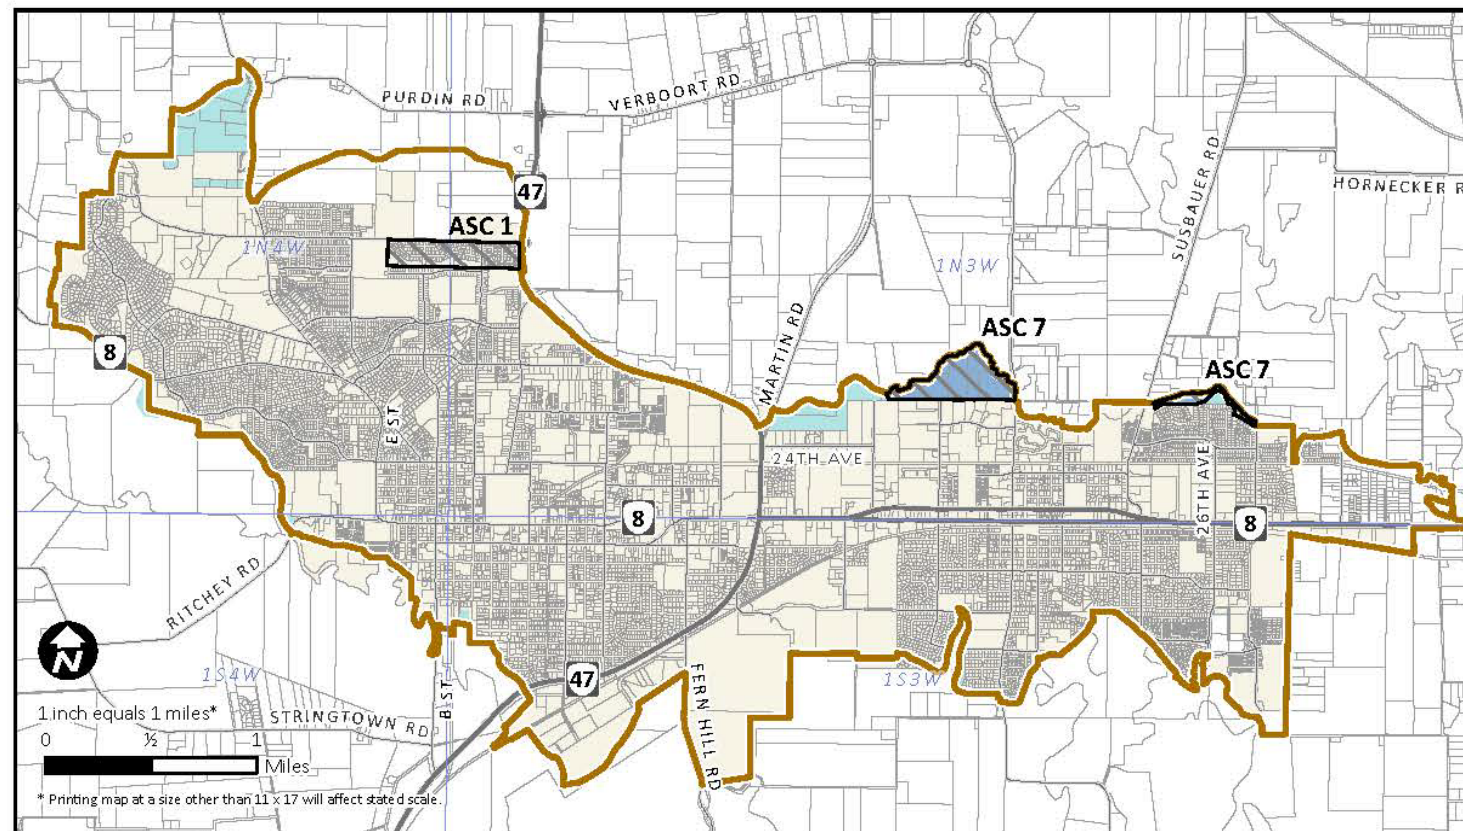 PURDIN RD
VERBOORT RD
SUSBAUER RD
HORNECKER R
47
ASC 1
1N4W
1N3W
MARTIN RD
ASC 7
8
ASC 7
E ST
24TH AVE
26TH AVE
8
8
RITCHEY RD
N
1S4W
47
1S3W
FERN HILL RD
B ST
STRINGTOWN RD
1 inch equals 1 miles*
0 ½ 1
Miles
* Printing map at a size other than 11 x 17 will affect stated scale.